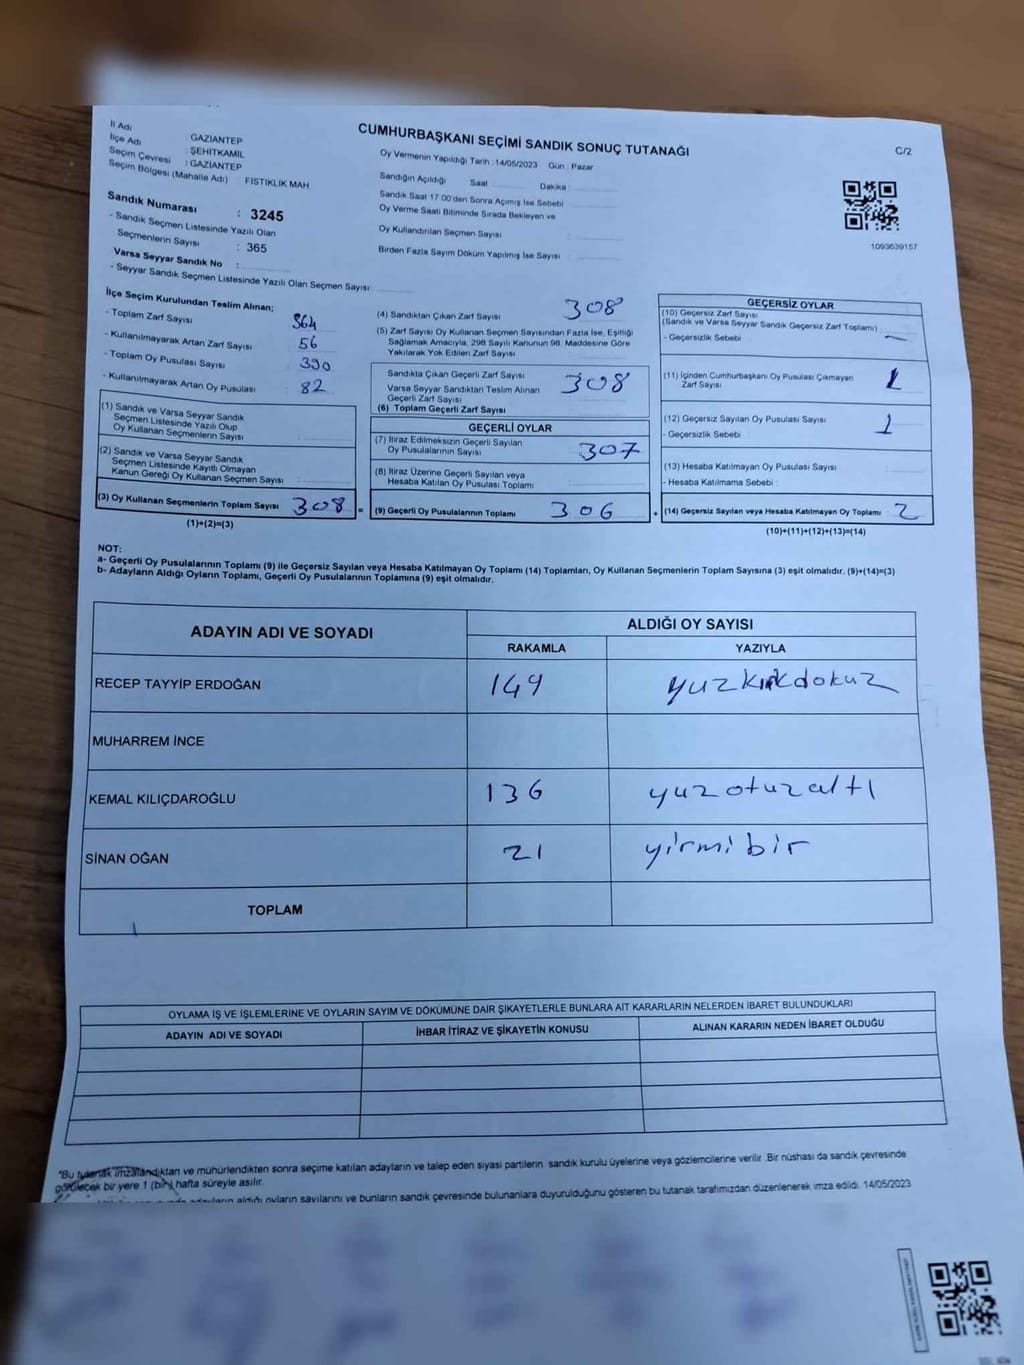 CUMHURBAŞKANI SEÇİMİ SANDIK SONUÇ TUTANAĞI
C/2
İl Adı : GAZİANTEP
İlçe Adı : ŞEHİTKAMİL
Seçim Çevresi : GAZİANTEP
Seçim Bölgesi (Mahalle Adı) FISTIKLIK MAH
Oy Vermenin Yapıldığı Tarih :14/05/2023 Gün : Pazar
Sandığın Açıldığı Saat Dakika :
Sandık Saat 17.00'den Sonra Açımış İse Sebebi
Oy Verme Saati Bitiminde Sırada Bekleyen ve
Oy Kullandırılan Seçmen Sayısı :
Birden Fazla Sayım Döküm Yapılmış İse Sayısı :
1093639157
Sandık Numarası : 3245
- Sandık Seçmen Listesinde Yazılı Olan
Seçmenlerin Sayısı : 365
Varsa Seyyar Sandık No :
- Seyyar Sandık Seçmen Listesinde Yazılı Olan Seçmen Sayısı:
İlçe Seçim Kurulundan Teslim Alınan;
- Toplam Zarf Sayısı : 364
- Kullanılmayarak Artan Zarf Sayısı : 56
- Toplam Oy Pusulası Sayısı : 390
- Kullanılmayarak Artan Oy Pusulası : 82
(1) Sandık ve Varsa Seyyar Sandık
Seçmen Listesinde Yazılı Olup
Oy Kullanan Seçmenlerin Sayısı :
(2) Sandık ve Varsa Seyyar Sandık
Seçmen Listesinde Kayıtlı Olmayan
Kanun Gereği Oy Kullanan Seçmen Sayısı :
(3) Oy Kullanan Seçmenlerin Toplam Sayısı : 308 =
(1)+(2)=(3)
(4) Sandıktan Çıkan Zarf Sayısı : 308
(5) Zarf Sayısı Oy Kullanan Seçmen Sayısından Fazla İse, Eşitliği
Sağlamak Amacıyla, 298 Sayılı Kanunun 98. Maddesine Göre
Yakılarak Yok Edilen Zarf Sayısı :
Sandıkta Çıkan Geçerli Zarf Sayısı
Varsa Seyyar Sandıktan Teslim Alınan 308
Geçerli Zarf Sayısı
(6) Toplam Geçerli Zarf Sayısı
GEÇERLİ OYLAR
(7) İtiraz Edilmeksizin Geçerli Sayılan
Oy Pusulalarının Sayısı : 307
(8) İtiraz Üzerine Geçerli Sayılan veya
Hesaba Katılan Oy Pusulası Toplamı :
(9) Geçerli Oy Pusulalarının Toplamı : 306 +
GEÇERSİZ OYLAR
(10) Geçersiz Zarf Sayısı
(Sandık ve Varsa Seyyar Sandık Geçersiz Zarf Toplamı) : —
- Geçersizlik Sebebi :
(11) İçinden Cumhurbaşkanı Oy Pusulası Çıkmayan
Zarf Sayısı : 1
(12) Geçersiz Sayılan Oy Pusulası Sayısı : 1
- Geçersizlik Sebebi :
(13) Hesaba Katılmayan Oy Pusulası Sayısı :
- Hesaba Katılmama Sebebi :
(14) Geçersiz Sayılan veya Hesaba Katılmayan Oy Toplamı : 2
(10)+(11)+(12)+(13)=(14)
NOT:
a- Geçerli Oy Pusulalarının Toplamı (9) ile Geçersiz Sayılan veya Hesaba Katılmayan Oy Toplamı (14) Toplamları, Oy Kullanan Seçmenlerin Toplam Sayısına (3) eşit olmalıdır. (9)+(14)=(3)
b- Adayların Aldığı Oyların Toplamı, Geçerli Oy Pusulalarının Toplamına (9) eşit olmalıdır.
ADAYIN ADI VE SOYADI ALDIĞI OY SAYISI
RAKAMLA YAZIYLA
RECEP TAYYİP ERDOĞAN 149 yuzkırkdokuz
MUHARREM İNCE
KEMAL KILIÇDAROĞLU 136 yuzotuzaltı
SİNAN OĞAN 21 yirmibir
TOPLAM
OYLAMA İŞ VE İŞLEMLERİNE VE OYLARIN SAYIM VE DÖKÜMÜNE DAİR ŞİKAYETLERLE BUNLARA AİT KARARLARIN NELERDEN İBARET BULUNDUKLARI
ADAYIN ADI VE SOYADI İHBAR İTİRAZ VE ŞİKAYETİN KONUSU ALINAN KARARIN NEDEN İBARET OLDUĞU
*Bu tutanak imzalandıktan ve mühürlendikten sonra seçime katılan adayların ve talep eden siyasi partilerin sandık kurulu üyelerine veya gözlemcilerine verilir .Bir nüshası da sandık çevresinde
görülecek bir yere 1 (bir) hafta süreyle asılır.
adayların aldığı oyların sayılarını ve bunların sandık çevresinde bulunanlara duyurulduğunu gösteren bu tutanak tarafımızdan düzenlenerek imza edildi. 14/05/2023